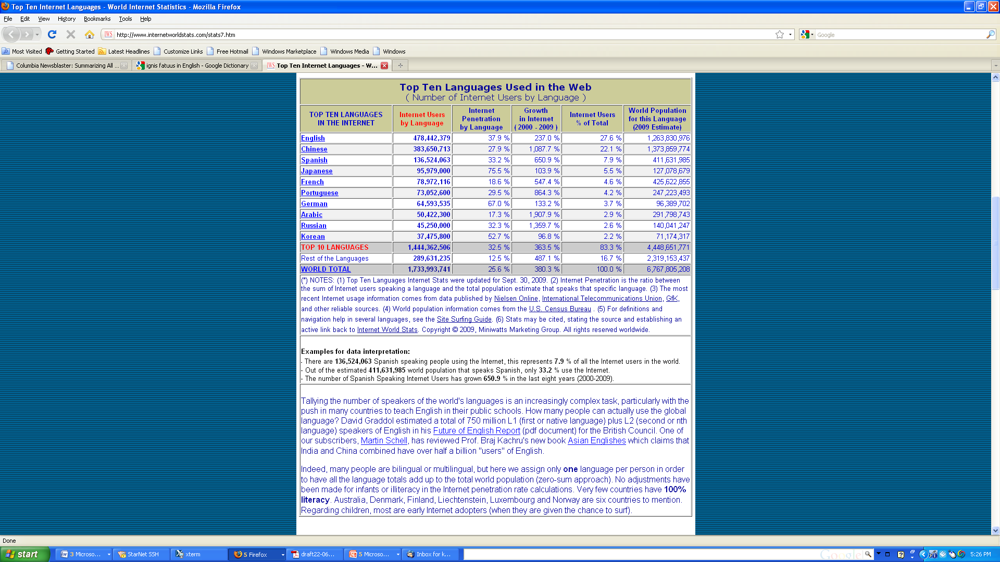 Top Ten Internet Languages - World Internet Statistics - Mozilla Firefox
File Edit View History Bookmarks Tools Help
http://www.internetworldstats.com/stats7.htm
Google
Most Visited Getting Started Latest Headlines Customize Links Free Hotmail Windows Marketplace Windows Media Windows
Columbia Newsblaster: Summarizing All ... ignis fatuus in English - Google Dictionary Top Ten Internet Languages - W...
Top Ten Languages Used in the Web
( Number of Internet Users by Language )
TOP TEN LANGUAGES IN THE INTERNET Internet Users by Language Internet Penetration by Language Growth in Internet ( 2000 - 2009 ) Internet Users % of Total World Population for this Language (2009 Estimate)
English 478,442,379 37.9 % 237.0 % 27.6 % 1,263,830,976
Chinese 383,650,713 27.9 % 1,087.7 % 22.1 % 1,373,859,774
Spanish 136,524,063 33.2 % 650.9 % 7.9 % 411,631,985
Japanese 95,979,000 75.5 % 103.9 % 5.5 % 127,078,679
French 78,972,116 18.6 % 547.4 % 4.6 % 425,622,855
Portuguese 73,052,600 29.5 % 864.3 % 4.2 % 247,223,493
German 64,593,535 67.0 % 133.2 % 3.7 % 96,389,702
Arabic 50,422,300 17.3 % 1,907.9 % 2.9 % 291,798,743
Russian 45,250,000 32.3 % 1,359.7 % 2.6 % 140,041,247
Korean 37,475,800 52.7 % 96.8 % 2.2 % 71,174,317
TOP 10 LANGUAGES 1,444,362,506 32.5 % 363.5 % 83.3 % 4,448,651,771
Rest of the Languages 289,631,235 12.5 % 487.1 % 16.7 % 2,319,153,437
WORLD TOTAL 1,733,993,741 25.6 % 380.3 % 100.0 % 6,767,805,208
(*) NOTES: (1) Top Ten Languages Internet Stats were updated for Sept. 30, 2009. (2) Internet Penetration is the ratio between
the sum of Internet users speaking a language and the total population estimate that speaks that specific language. (3) The most
recent Internet usage information comes from data published by Nielsen Online, International Telecommunications Union, GfK,
and other reliable sources. (4) World population information comes from the U.S. Census Bureau . (5) For definitions and
navigation help in several languages, see the Site Surfing Guide. (6) Stats may be cited, stating the source and establishing an
active link back to Internet World Stats. Copyright © 2009, Miniwatts Marketing Group. All rights reserved worldwide.
Examples for data interpretation:
- There are 136,524,063 Spanish speaking people using the Internet, this represents 7.9 % of all the Internet users in the world.
- Out of the estimated 411,631,985 world population that speaks Spanish, only 33.2 % use the Internet.
- The number of Spanish Speaking Internet Users has grown 650.9 % in the last eight years (2000-2009).
Tallying the number of speakers of the world's languages is an increasingly complex task, particularly with the
push in many countries to teach English in their public schools. How many people can actually use the global
language? David Graddol estimated a total of 750 million L1 (first or native language) plus L2 (second or nth
language) speakers of English in his Future of English Report (pdf document) for the British Council. One of
our subscribers, Martin Schell, has reviewed Prof. Braj Kachru's new book Asian Englishes which claims that
India and China combined have over half a billion "users" of English.
Indeed, many people are bilingual or multilingual, but here we assign only one language per person in order
to have all the language totals add up to the total world population (zero-sum approach). No adjustments have
been made for infants or illiteracy in the Internet penetration rate calculations. Very few countries have 100%
literacy. Australia, Denmark, Finland, Liechtenstein, Luxembourg and Norway are six countries to mention.
Regarding children, most are early Internet adopters (when they are given the chance to surf).
Done
start 3 Microso... StarNet SSH xterm 5 Firefox draft22-06... 5 Microso... Inbox for k... Google 5:26 PM